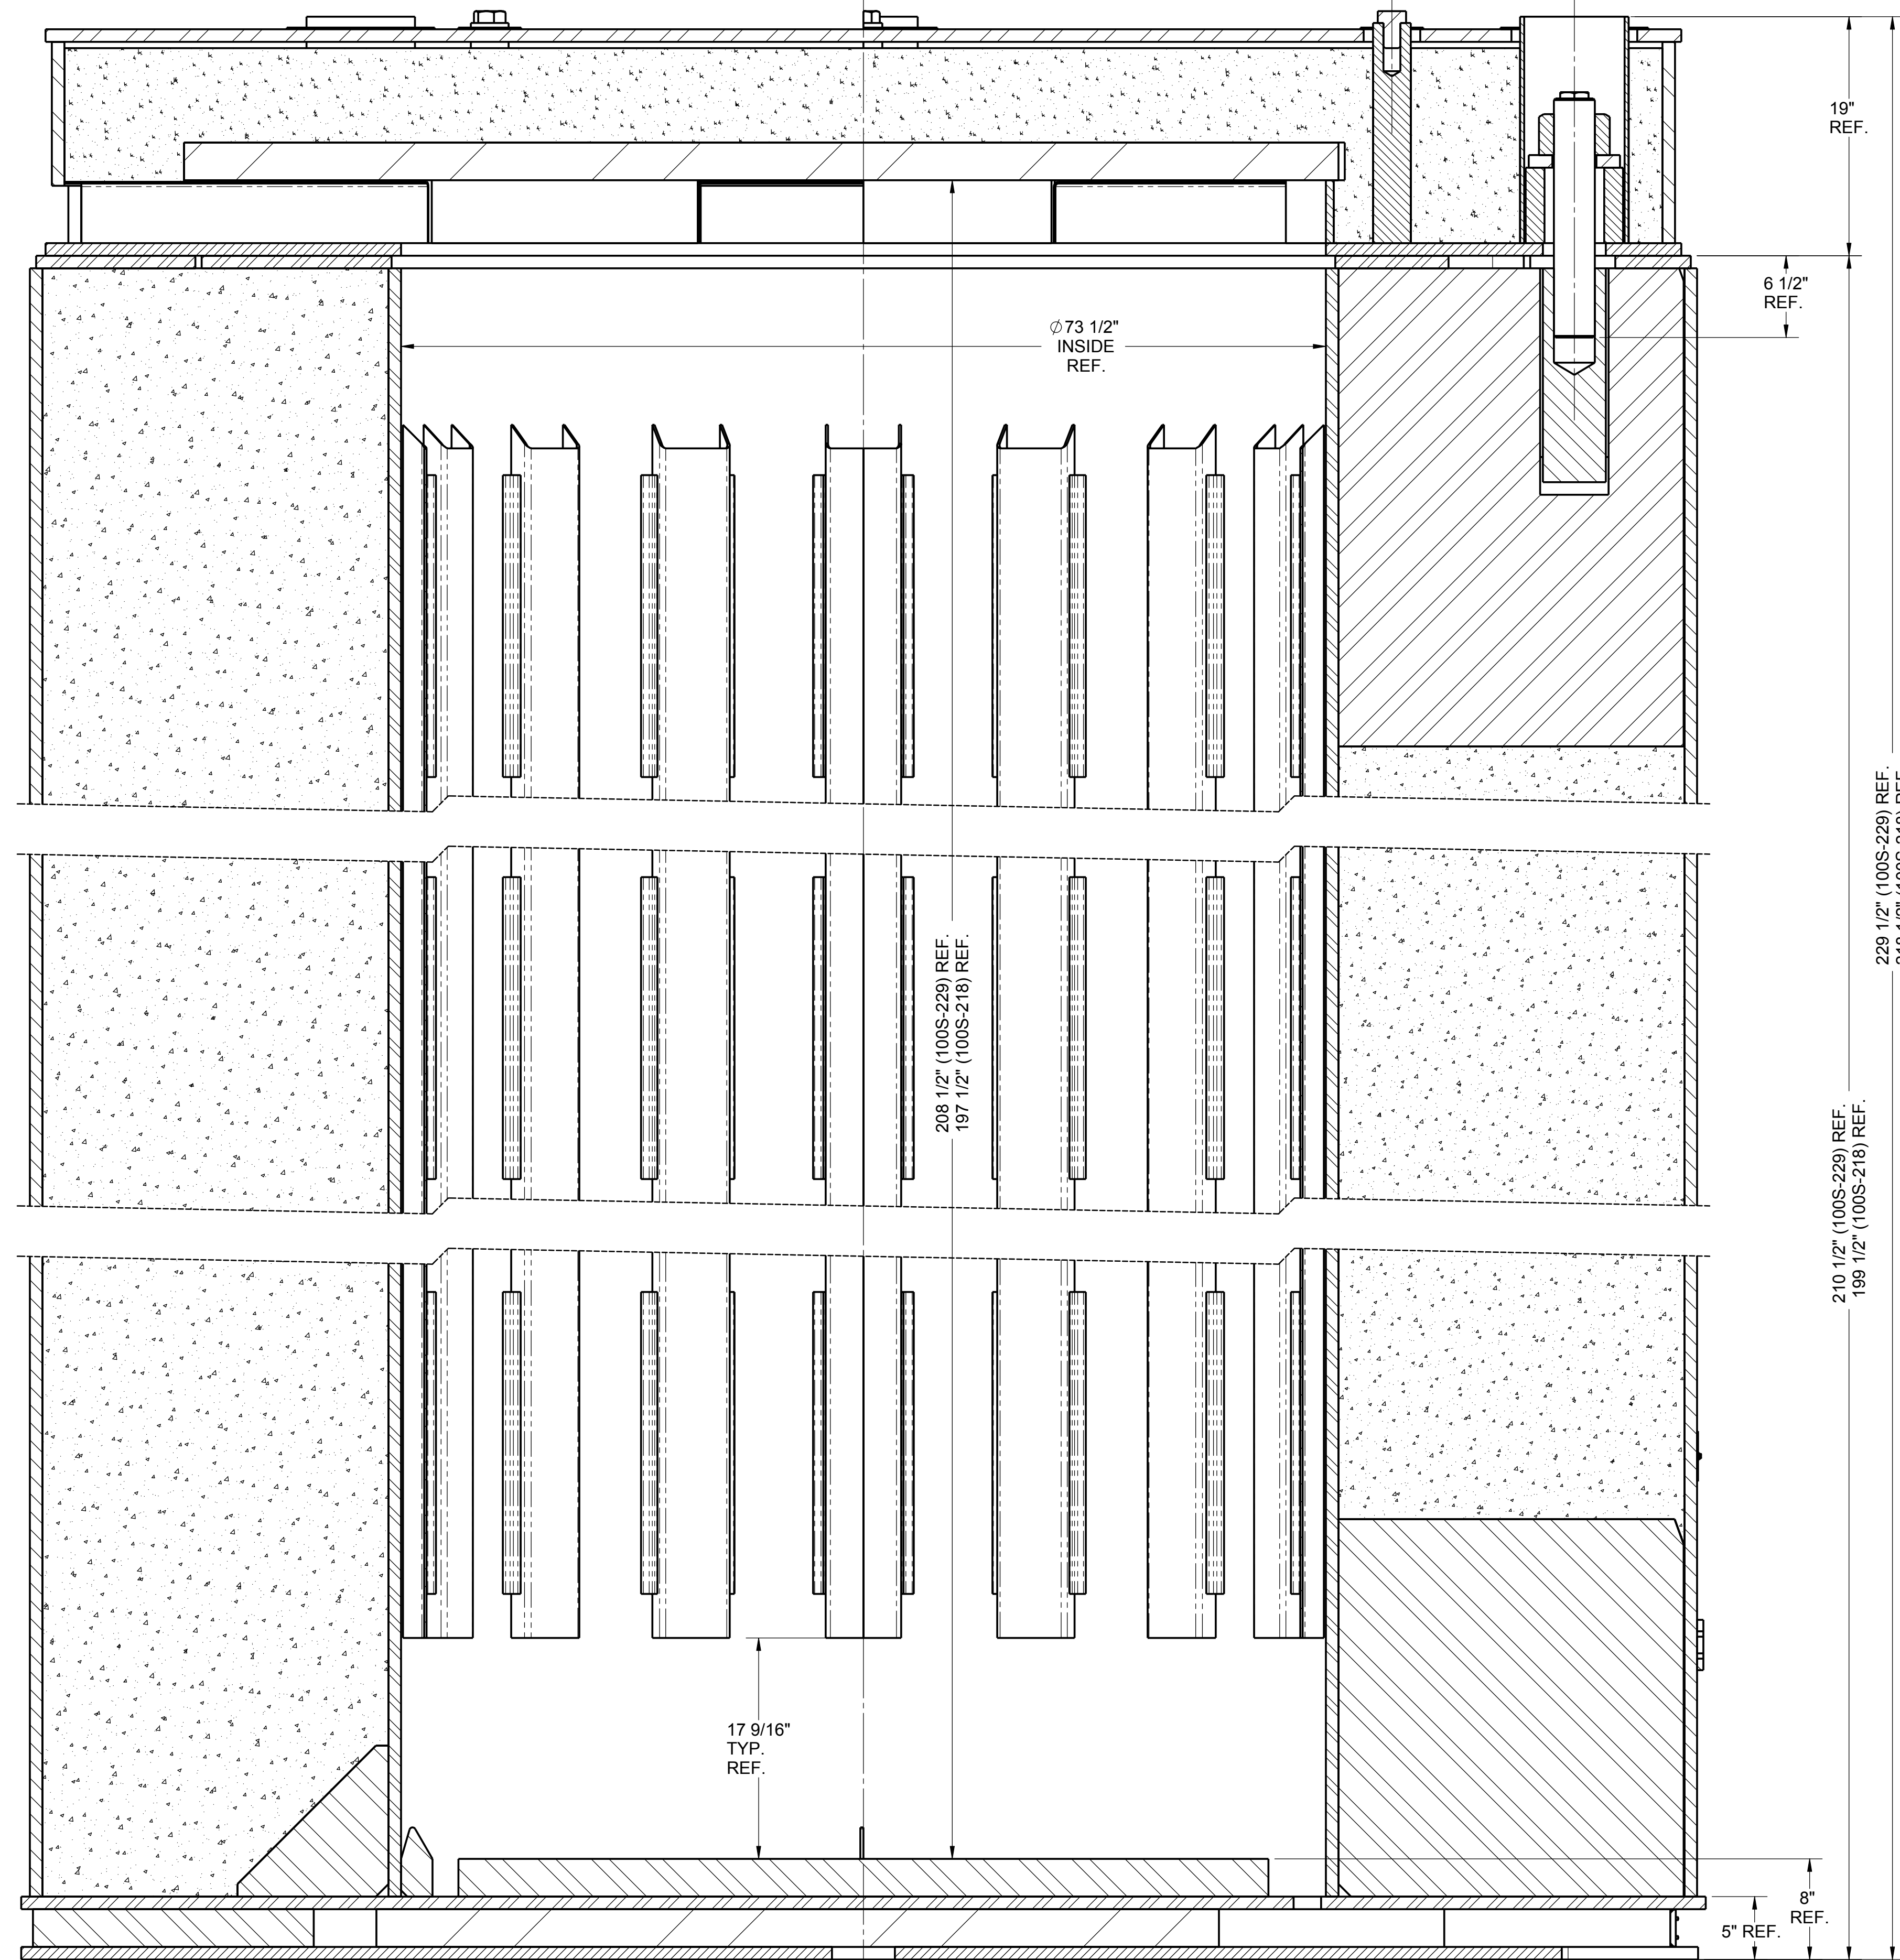 19"
REF.
6 1/2"
REF.
Ø73 1/2"
INSIDE
REF.
229 1/2" (100S-229) REF.
208 1/2" (100S-229) REF.
197 1/2" (100S-218) REF.
210 1/2" (100S-229) REF.
199 1/2" (100S-218) REF.
17 9/16"
TYP.
REF.
8"
REF.
5" REF.